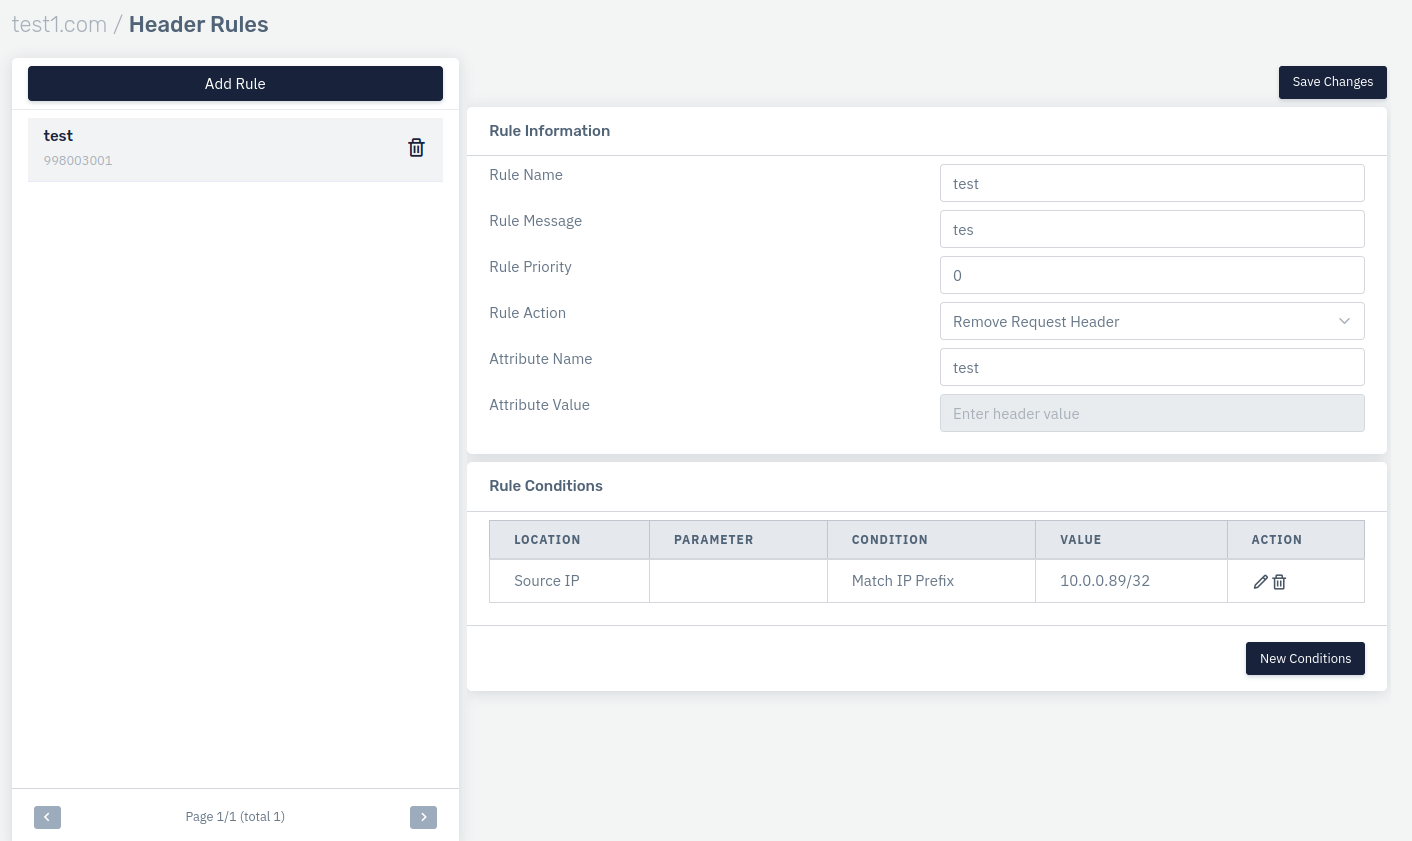 test1.com / Header Rules
Add Rule
test
998003001
Page 1/1 (total 1)
Save Changes
Rule Information
Rule Name
test
Rule Message
tes
Rule Priority
0
Rule Action
Remove Request Header
Attribute Name
test
Attribute Value
Enter header value
Rule Conditions
LOCATION PARAMETER CONDITION VALUE ACTION
Source IP Match IP Prefix 10.0.0.89/32
New Conditions